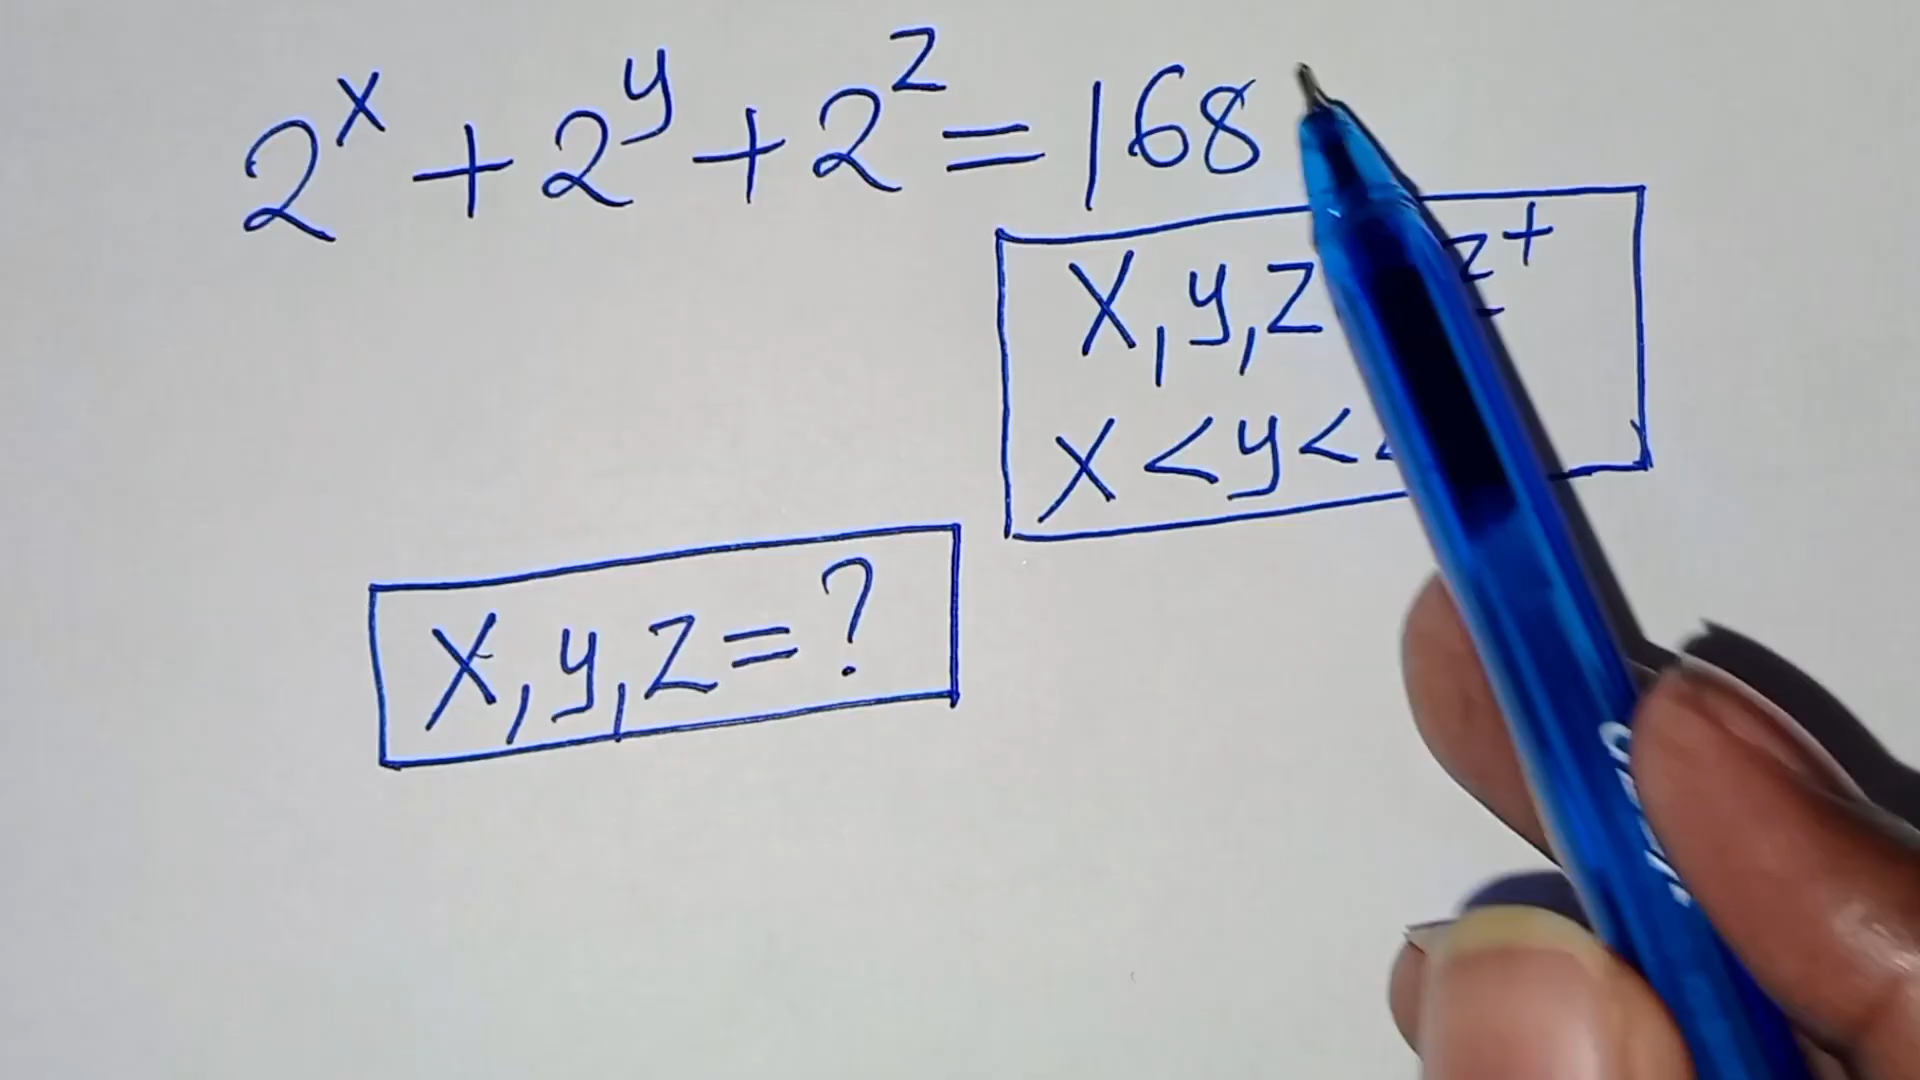 2^x + 2^y + 2^z = 168
x, y, z z^+
x < y <
x, y, z = ?